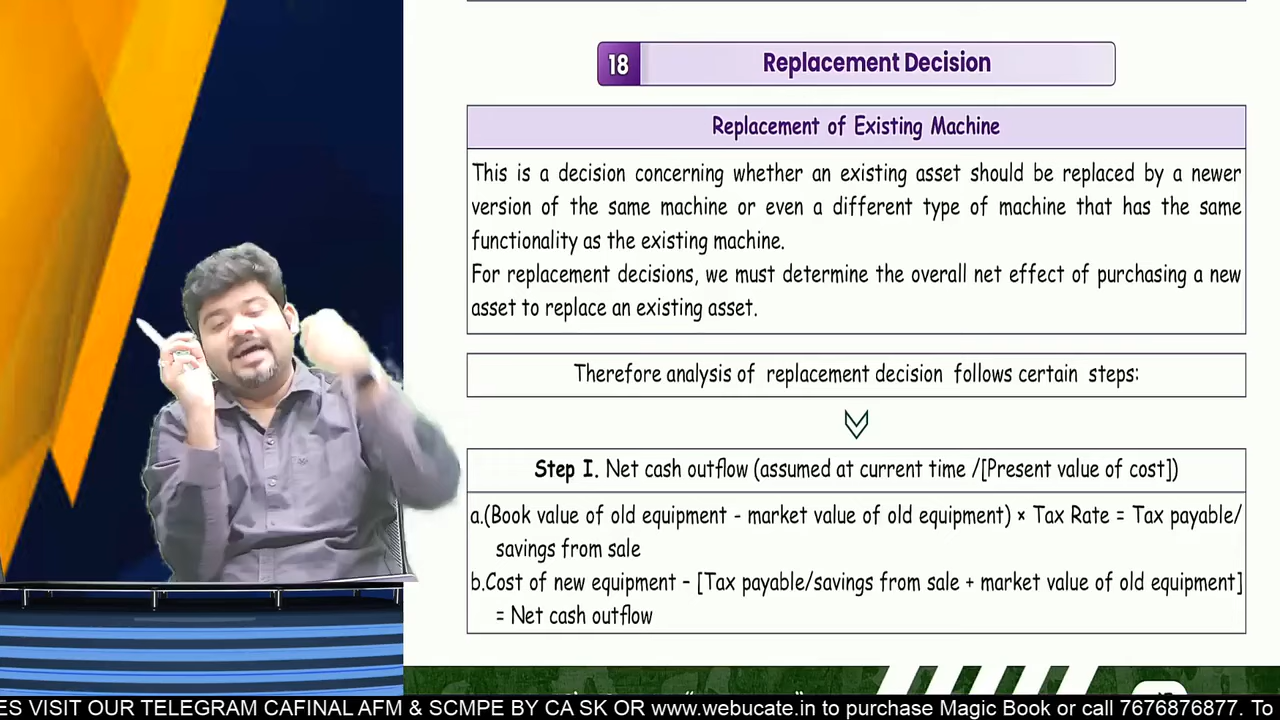 18 Replacement Decision
Replacement of Existing Machine
This is a decision concerning whether an existing asset should be replaced by a newer
version of the same machine or even a different type of machine that has the same
functionality as the existing machine.
For replacement decisions, we must determine the overall net effect of purchasing a new
asset to replace an existing asset.
Therefore analysis of replacement decision follows certain steps:
Step I. Net cash outflow (assumed at current time /[Present value of cost])
a.(Book value of old equipment - market value of old equipment) × Tax Rate = Tax payable/
savings from sale
b.Cost of new equipment – [Tax payable/savings from sale + market value of old equipment]
= Net cash outflow
ES VISIT OUR TELEGRAM CAFINAL AFM & SCMPE BY CA SK OR www.webucate.in to purchase Magic Book or call 7676876877. To